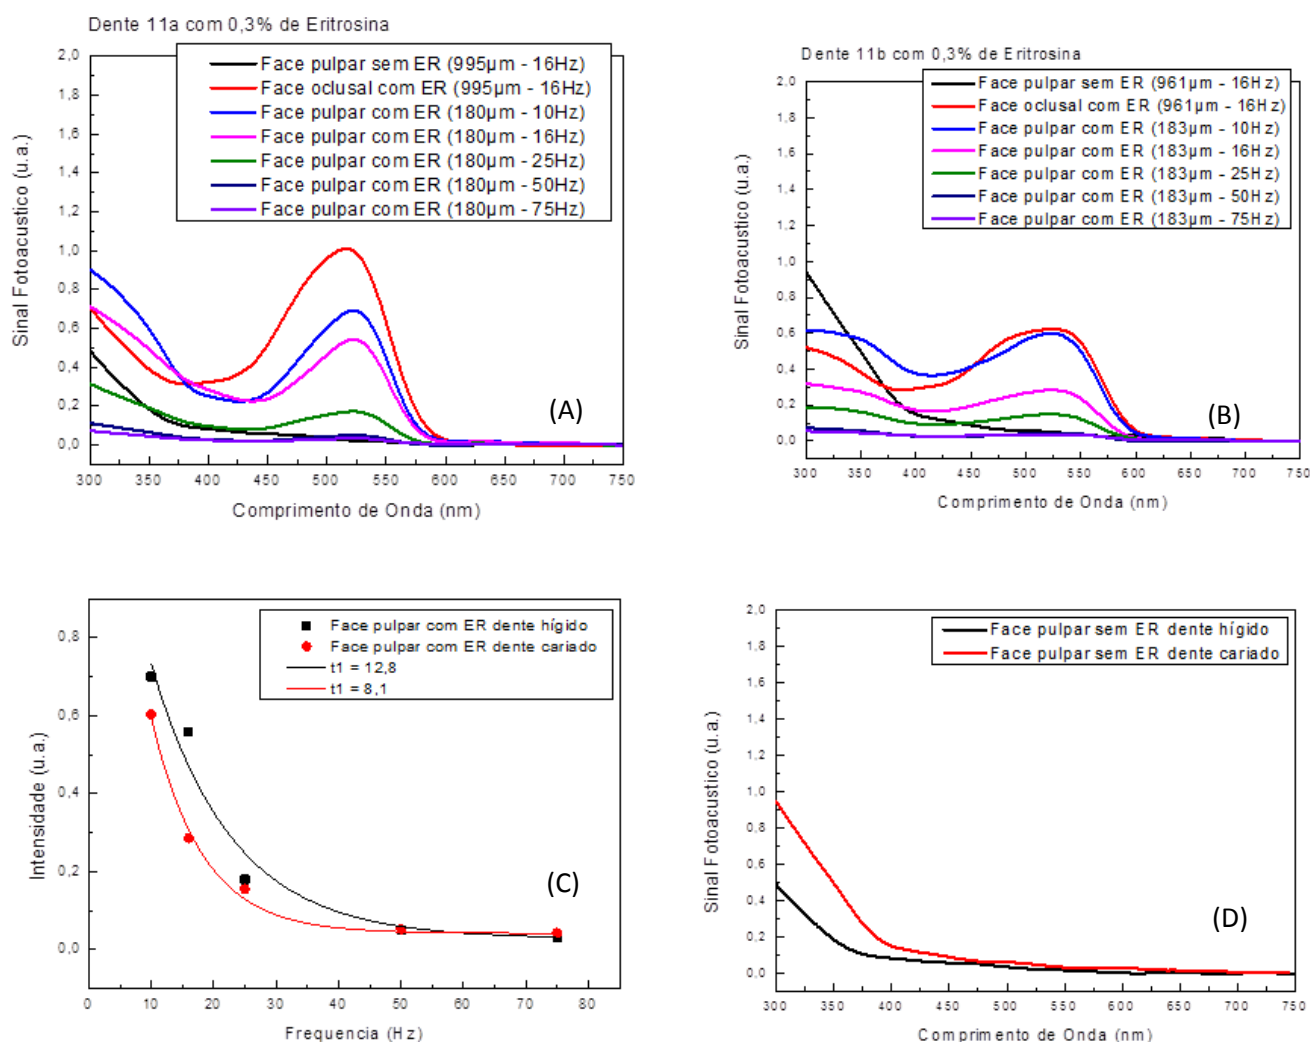 Dente 11a com 0,3% de Eritrosina
2,0
1,8
1,6
1,4
1,2
1,0
0,8
0,6
0,4
0,2
0,0
Sinal Fotoacustico (u.a.)
Face pulpar sem ER (995µm - 16Hz)
Face oclusal com ER (995µm - 16Hz)
Face pulpar com ER (180µm - 10Hz)
Face pulpar com ER (180µm - 16Hz)
Face pulpar com ER (180µm - 25Hz)
Face pulpar com ER (180µm - 50Hz)
Face pulpar com ER (180µm - 75Hz)
(A)
300 350 400 450 500 550 600 650 700 750
Comprimento de Onda (nm)
Dente 11b com 0,3% de Eritrosina
2,0
1,8
1,6
1,4
1,2
1,0
0,8
0,6
0,4
0,2
0,0
Sinal Fotoacustico (u.a.)
Face pulpar sem ER (961µm - 16Hz)
Face oclusal com ER (961µm - 16Hz)
Face pulpar com ER (183µm - 10Hz)
Face pulpar com ER (183µm - 16Hz)
Face pulpar com ER (183µm - 25Hz)
Face pulpar com ER (183µm - 50Hz)
Face pulpar com ER (183µm - 75Hz)
(B)
300 350 400 450 500 550 600 650 700 750
Comprimento de Onda (nm)
0,8
0,6
0,4
0,2
0,0
Intensidade (u.a.)
Face pulpar com ER dente hígido
Face pulpar com ER dente cariado
t1 = 12,8
t1 = 8,1
(C)
0 10 20 30 40 50 60 70 80
Frequencia (Hz)
2,0
1,8
1,6
1,4
1,2
1,0
0,8
0,6
0,4
0,2
0,0
Sinal Fotoacustico (u.a.)
Face pulpar sem ER dente hígido
Face pulpar sem ER dente cariado
(D)
300 350 400 450 500 550 600 650 700 750
Comprimento de Onda (nm)